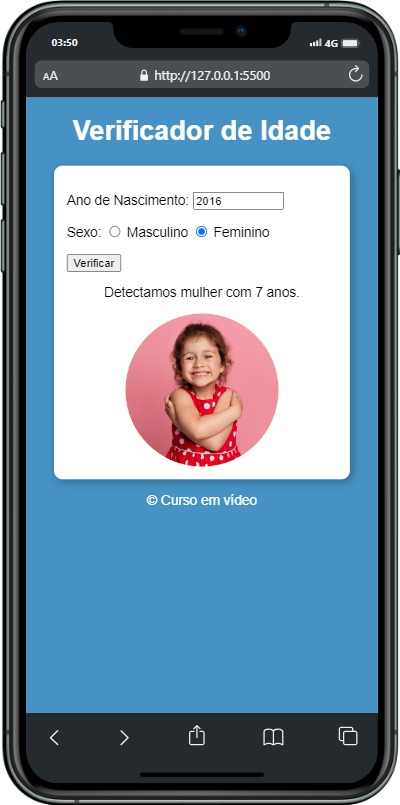 03:50
4G
AA
http://127.0.0.1:5500
Verificador de Idade
Ano de Nascimento: 2016
Sexo: Masculino Feminino
Verificar
Detectamos mulher com 7 anos.
© Curso em vídeo